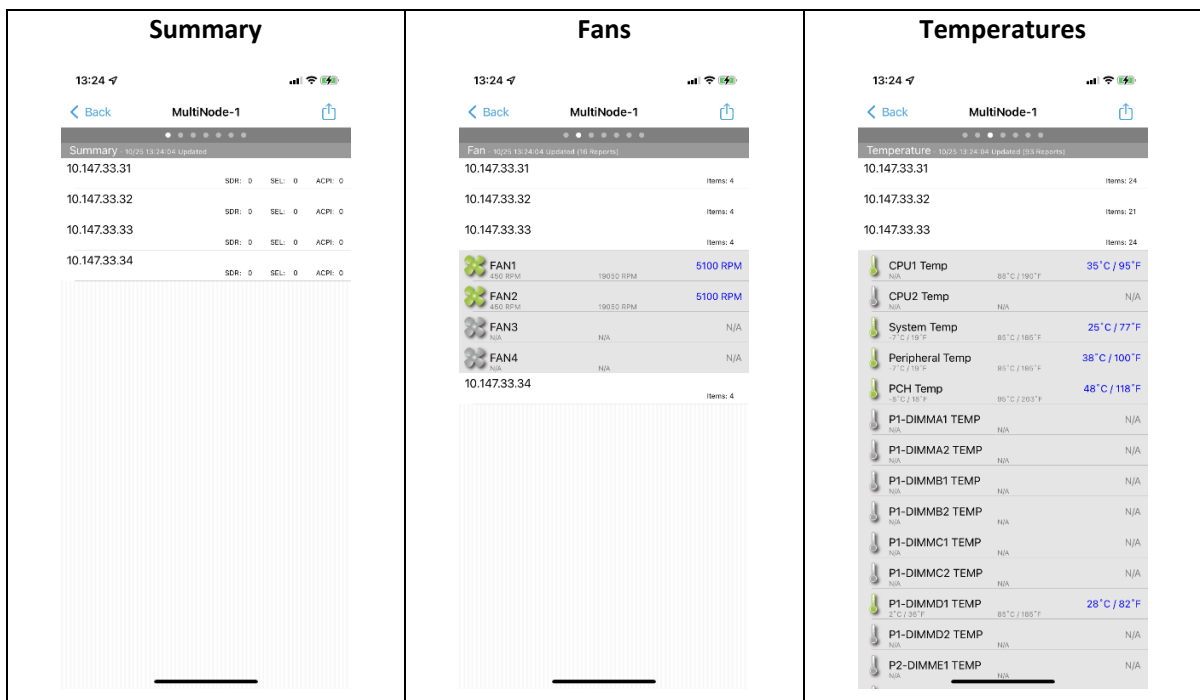 Summary
13:24
Back
MultiNode-1
Summary - 10/25 13:24:04 Updated
10.147.33.31
SDR: 0 SEL: 0 ACPI: 0
10.147.33.32
SDR: 0 SEL: 0 ACPI: 0
10.147.33.33
SDR: 0 SEL: 0 ACPI: 0
10.147.33.34
SDR: 0 SEL: 0 ACPI: 0
Fans
13:24
Back
MultiNode-1
Fan - 10/25 13:24:04 Updated (16 Reports)
10.147.33.31
Items: 4
10.147.33.32
Items: 4
10.147.33.33
Items: 4
FAN1 5100 RPM
450 RPM 19050 RPM
FAN2 5100 RPM
450 RPM 19050 RPM
FAN3 N/A
N/A N/A
FAN4 N/A
N/A N/A
10.147.33.34
Items: 4
Temperatures
13:24
Back
MultiNode-1
Temperature - 10/25 13:24:04 Updated (93 Reports)
10.147.33.31
Items: 24
10.147.33.32
Items: 21
10.147.33.33
Items: 24
CPU1 Temp 35°C / 95°F
N/A 88°C / 190°F
CPU2 Temp N/A
N/A N/A
System Temp 25°C / 77°F
-7°C / 19°F 85°C / 185°F
Peripheral Temp 38°C / 100°F
-7°C / 19°F 85°C / 185°F
PCH Temp 48°C / 118°F
-8°C / 18°F 95°C / 203°F
P1-DIMMA1 TEMP N/A
N/A N/A
P1-DIMMA2 TEMP N/A
N/A N/A
P1-DIMMB1 TEMP N/A
N/A N/A
P1-DIMMB2 TEMP N/A
N/A N/A
P1-DIMMC1 TEMP N/A
N/A N/A
P1-DIMMC2 TEMP N/A
N/A N/A
P1-DIMMD1 TEMP 28°C / 82°F
2°C / 36°F 85°C / 185°F
P1-DIMMD2 TEMP N/A
N/A N/A
P2-DIMME1 TEMP N/A
N/A N/A